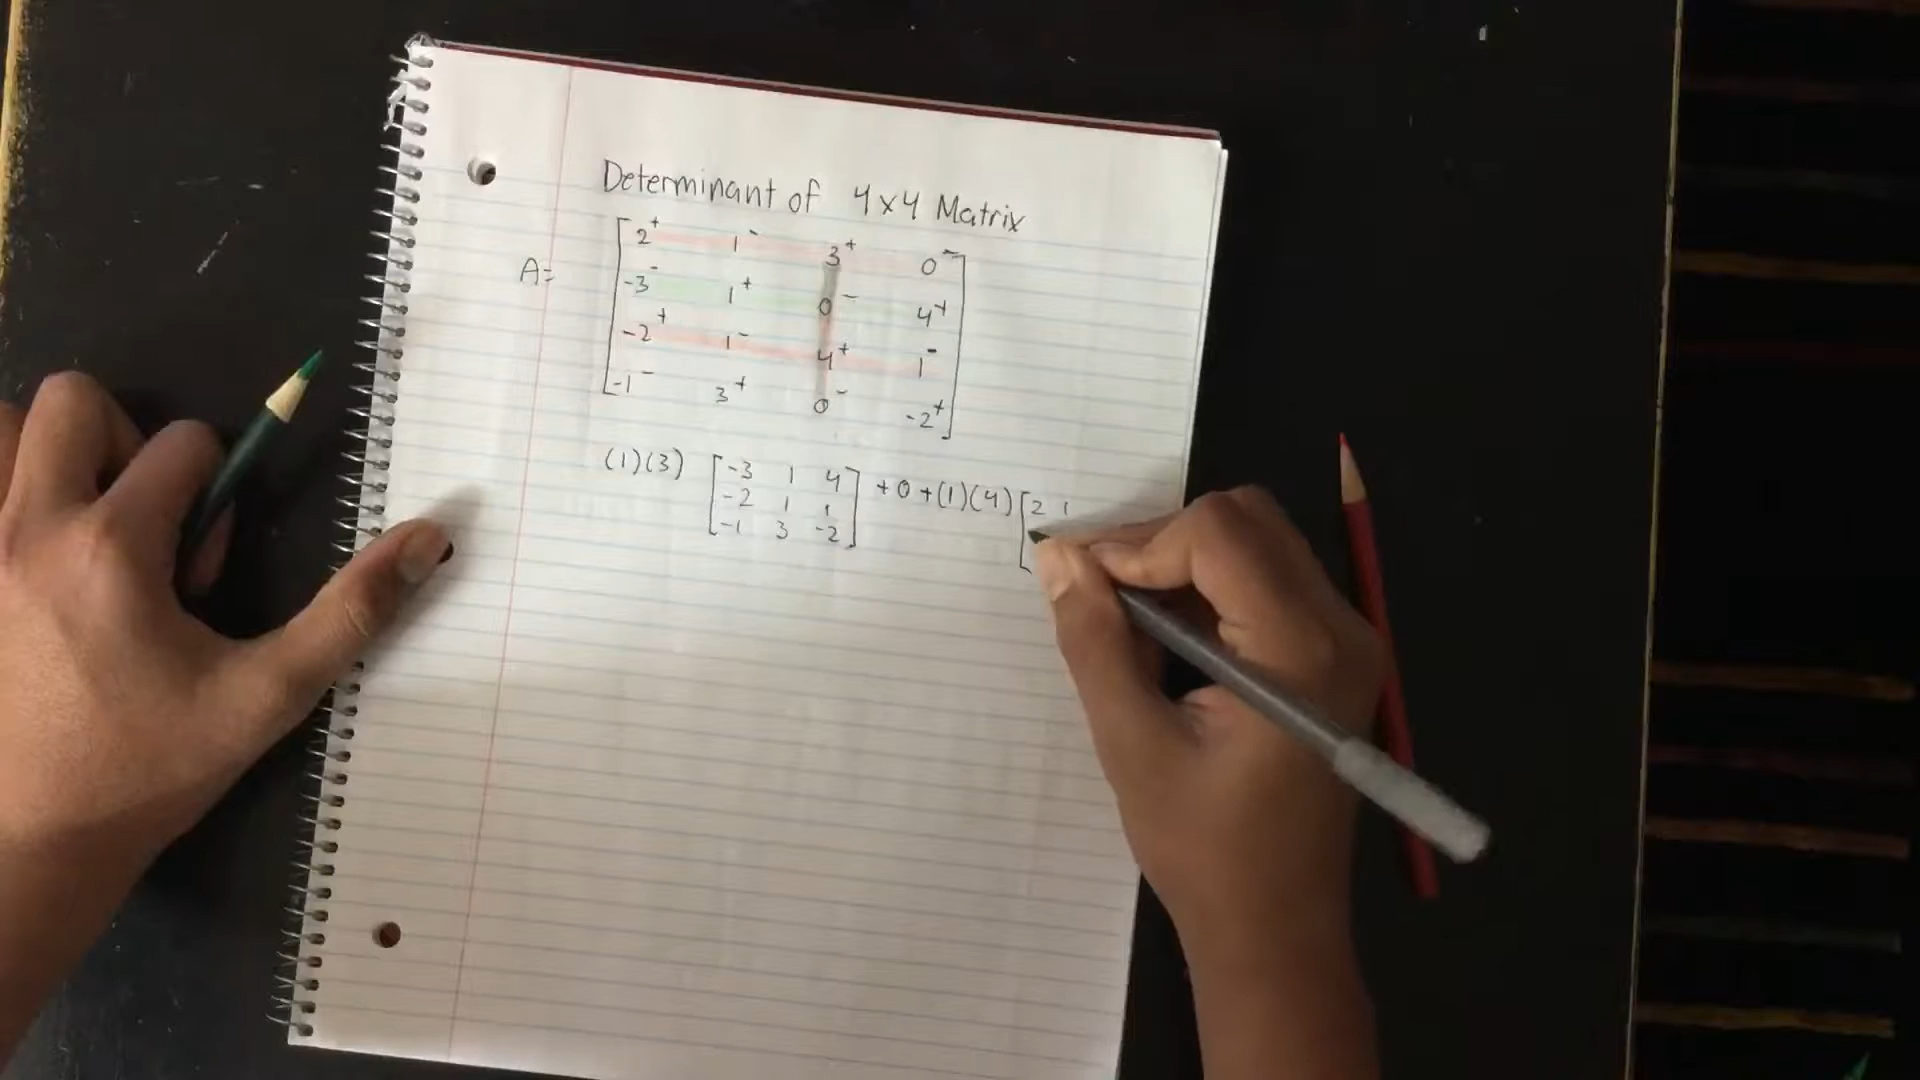 Determinant of 4x4 Matrix
A= [ 2⁺ 1⁻ 3⁺ 0⁻
-3⁻ 1⁺ 0⁻ 4⁺
-2⁺ 1⁻ 4⁺ 1⁻
-1⁻ 3⁺ 0⁻ -2⁺ ]
(1)(3) [ -3 1 4 ] +0 +(1)(4) [ 2 1
-2 1 1
-1 3 -2